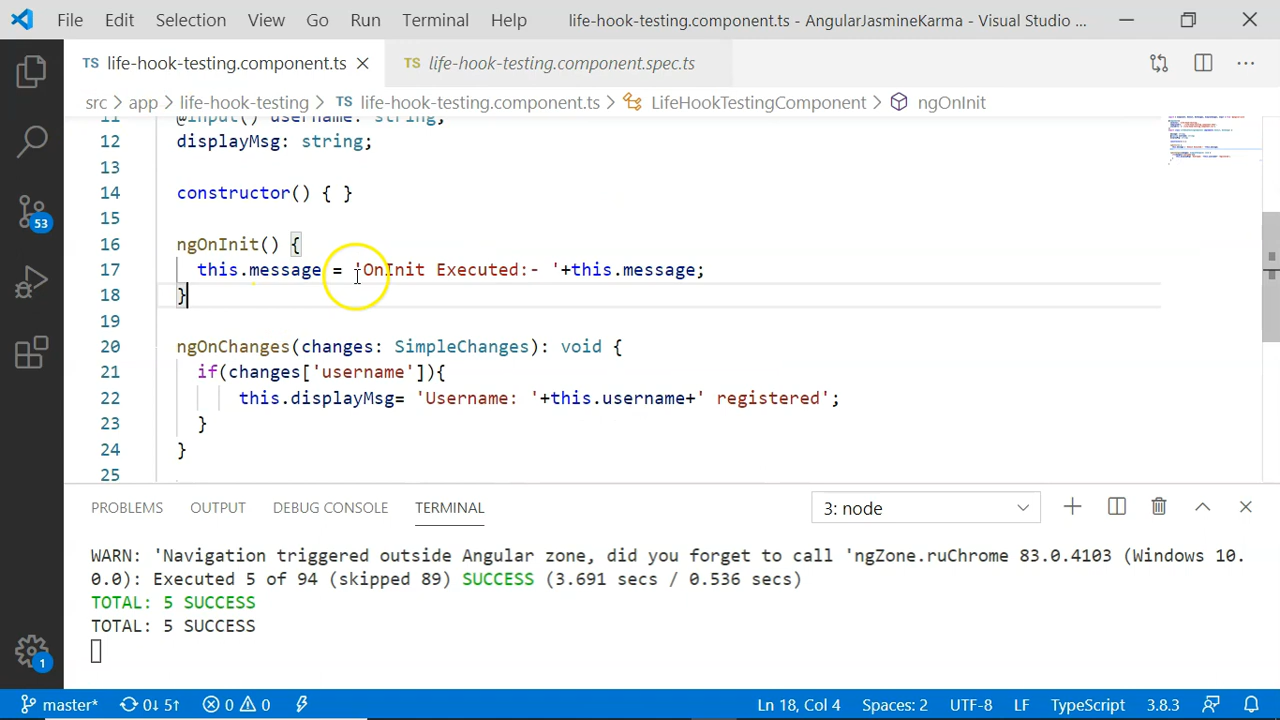 File Edit Selection View Go Run Terminal Help life-hook-testing.component.ts - AngularJasmineKarma - Visual Studio ...
TS life-hook-testing.component.ts TS life-hook-testing.component.spec.ts
src > app > life-hook-testing > TS life-hook-testing.component.ts > LifeHookTestingComponent > ngOnInit
11 @Input() username: string;
12 displayMsg: string;
13
14 constructor() { }
15
16 ngOnInit() {
17 this.message = 'OnInit Executed:- '+this.message;
18 }
19
20 ngOnChanges(changes: SimpleChanges): void {
21 if(changes['username']){
22 this.displayMsg= 'Username: '+this.username+' registered';
23 }
24 }
25
53
PROBLEMS OUTPUT DEBUG CONSOLE TERMINAL 3: node
WARN: 'Navigation triggered outside Angular zone, did you forget to call 'ngZone.ruChrome 83.0.4103 (Windows 10.
0.0): Executed 5 of 94 (skipped 89) SUCCESS (3.691 secs / 0.536 secs)
TOTAL: 5 SUCCESS
TOTAL: 5 SUCCESS
1
master* 0↓ 5↑ 0 0 Ln 18, Col 4 Spaces: 2 UTF-8 LF TypeScript 3.8.3